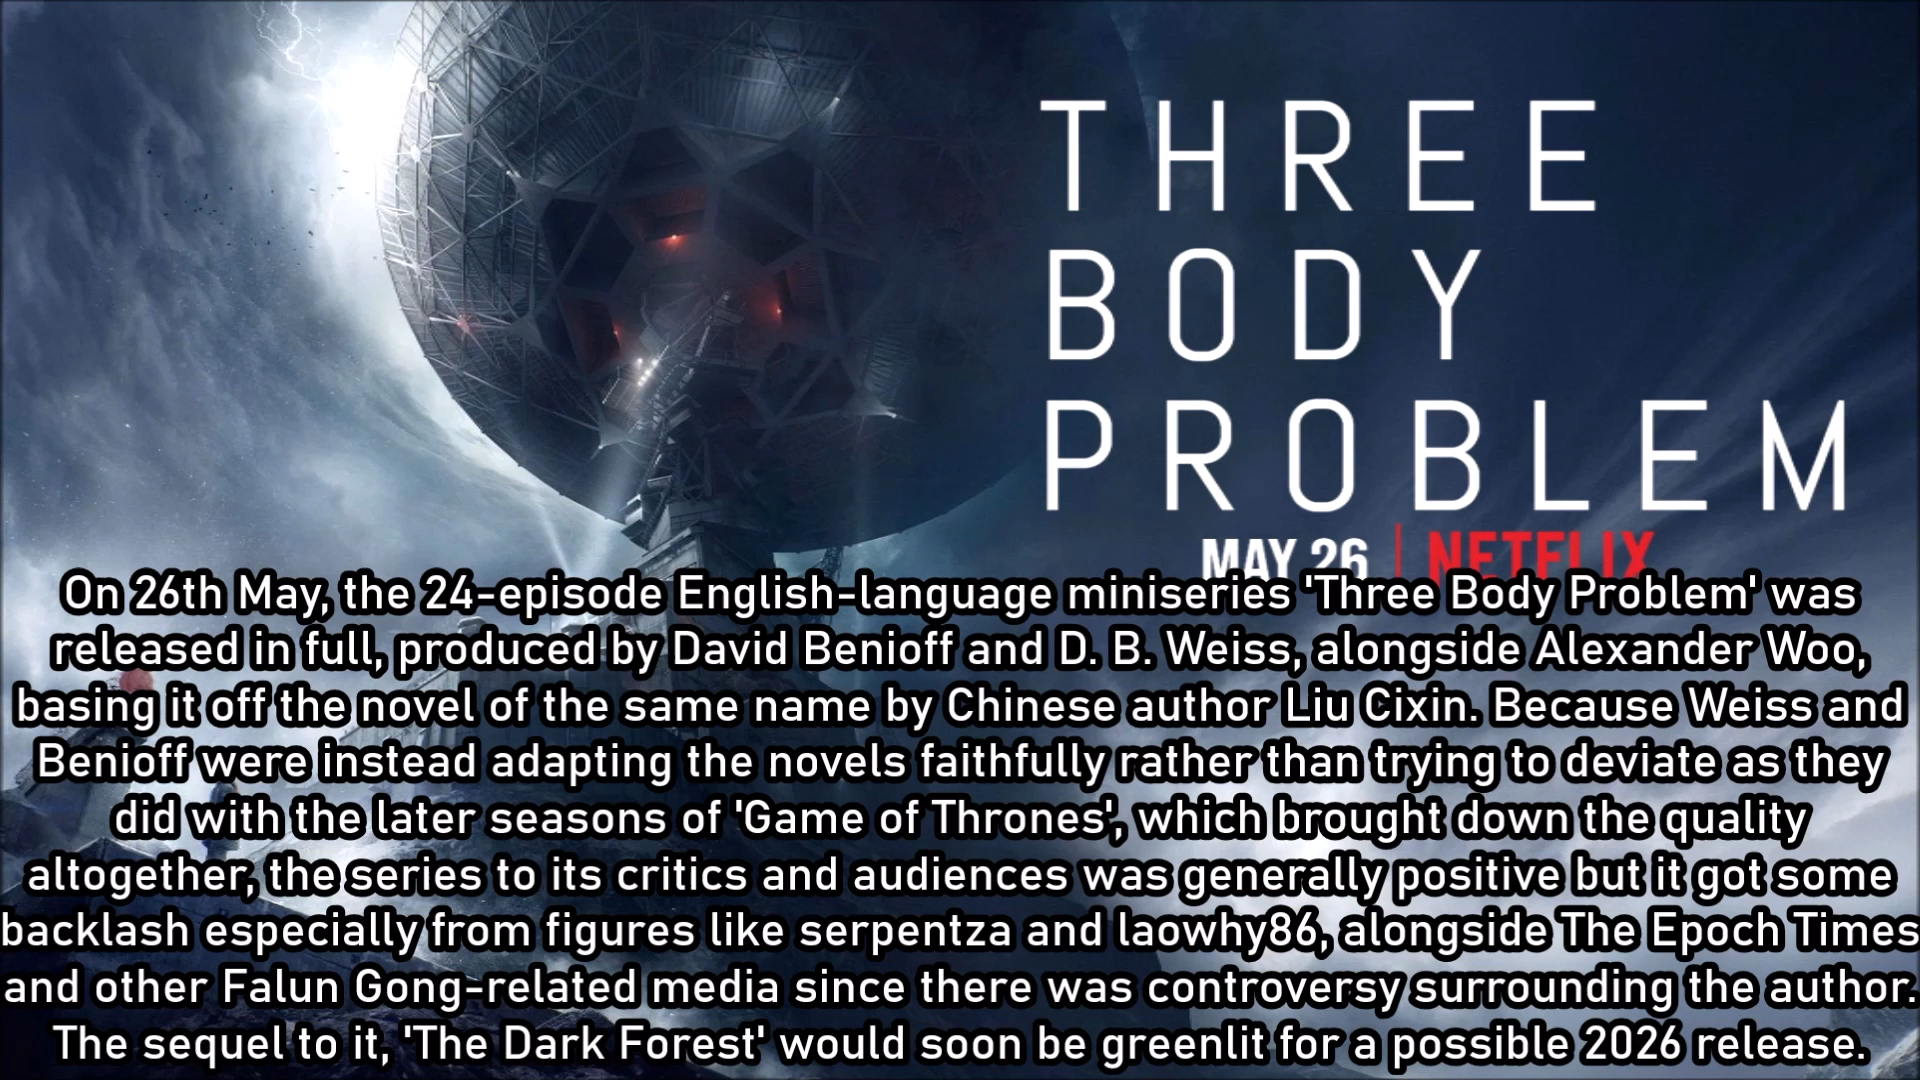 THREE
BODY
PROBLEM
MAY 26 | NETFLIX
On 26th May, the 24-episode English-language miniseries 'Three Body Problem' was
released in full, produced by David Benioff and D. B. Weiss, alongside Alexander Woo,
basing it off the novel of the same name by Chinese author Liu Cixin. Because Weiss and
Benioff were instead adapting the novels faithfully rather than trying to deviate as they
did with the later seasons of 'Game of Thrones', which brought down the quality
altogether, the series to its critics and audiences was generally positive but it got some
backlash especially from figures like serpentza and laowhy86, alongside The Epoch Times
and other Falun Gong-related media since there was controversy surrounding the author.
The sequel to it, 'The Dark Forest' would soon be greenlit for a possible 2026 release.